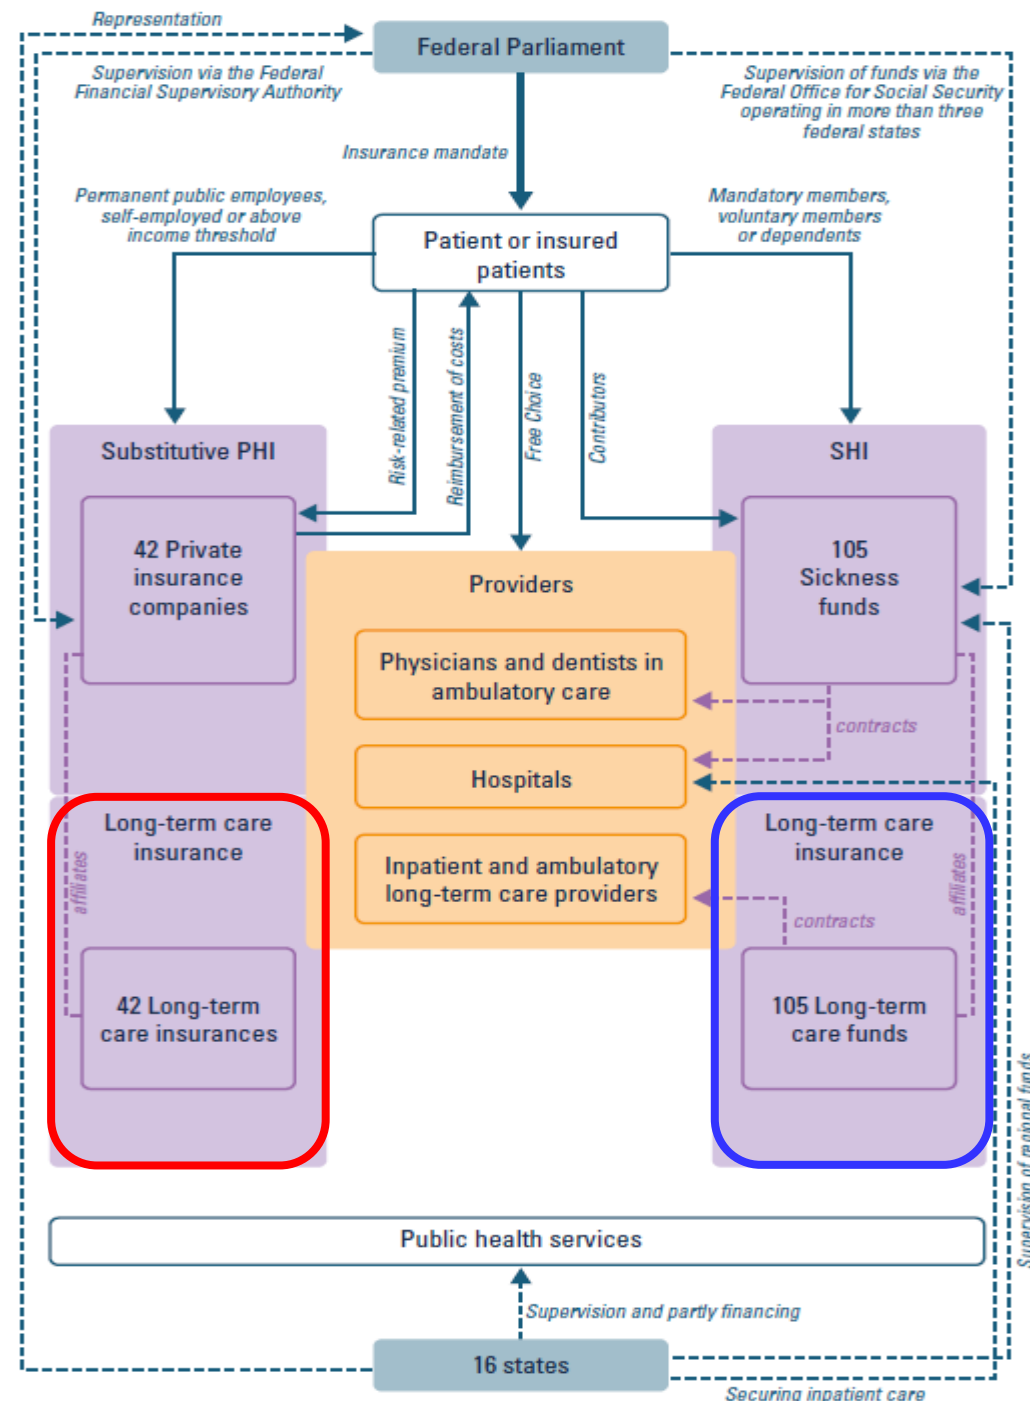 Representation
Federal Parliament
Supervision via the Federal
Financial Supervisory Authority
Supervision of funds via the
Federal Office for Social Security
operating in more than three
federal states
Insurance mandate
Permanent public employees,
self-employed or above
income threshold
Mandatory members,
voluntary members
or dependents
Patient or insured
patients
Risk-related premium
Reimbursement of costs
Free Choice
Contributors
Substitutive PHI
SHI
42 Private
insurance
companies
105
Sickness
funds
Providers
Physicians and dentists in
ambulatory care
contracts
Hospitals
Long-term care
insurance
Long-term care
insurance
Inpatient and ambulatory
long-term care providers
affiliates
affiliates
contracts
42 Long-term
care insurances
105 Long-term
care funds
Supervision of regional funds
Public health services
Supervision and partly financing
16 states
Securing inpatient care